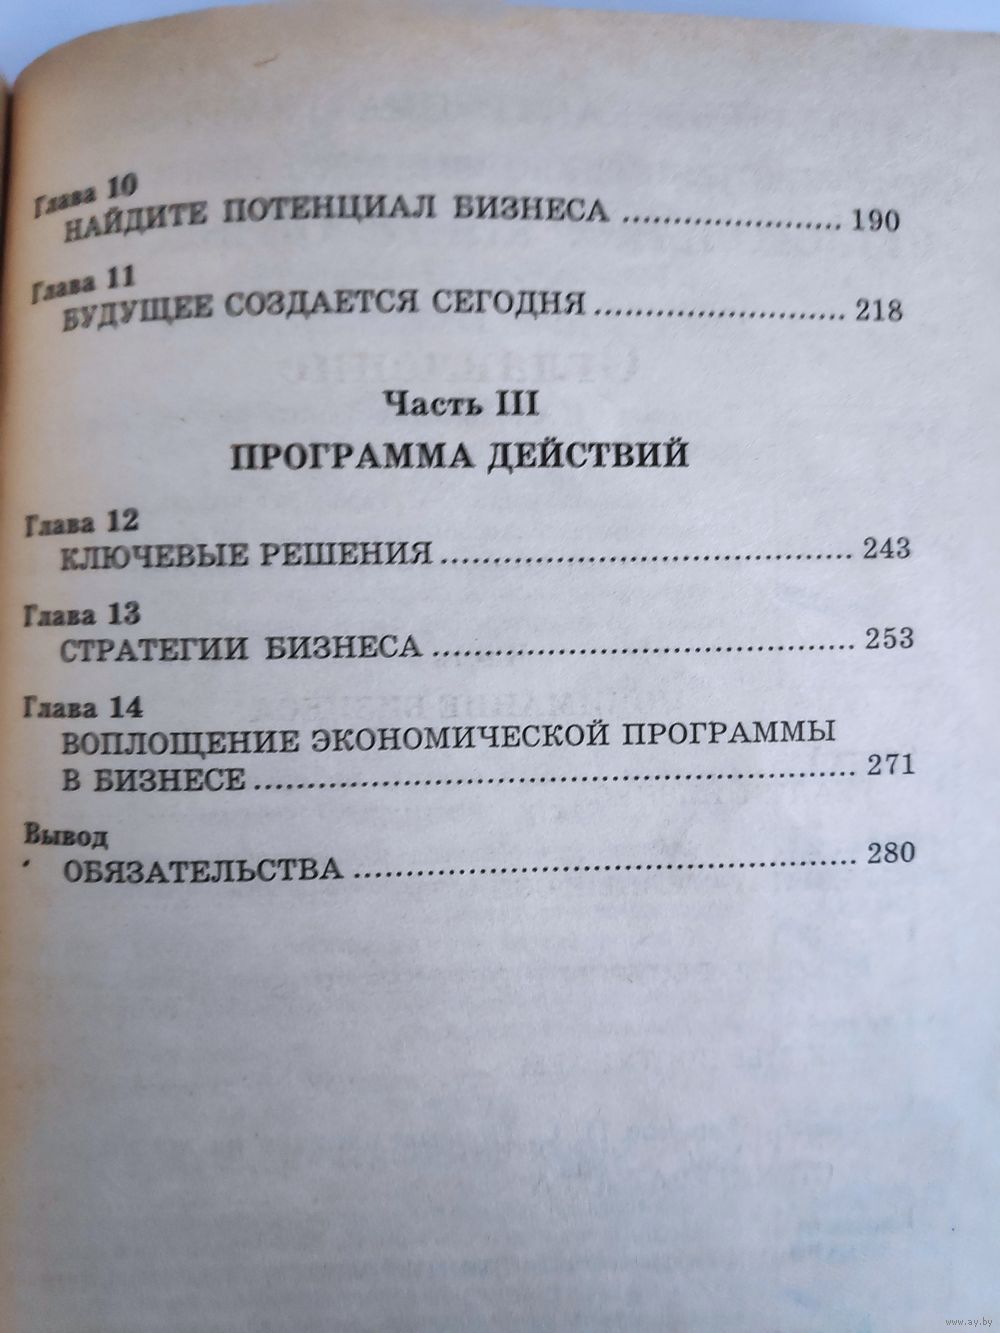 Глава 10
НАЙДИТЕ ПОТЕНЦИАЛ БИЗНЕСА ...................... 190
Глава 11
БУДУЩЕЕ СОЗДАЕТСЯ СЕГОДНЯ ......................... 218
Часть III
ПРОГРАММА ДЕЙСТВИЙ
Глава 12
КЛЮЧЕВЫЕ РЕШЕНИЯ ......................................... 243
Глава 13
СТРАТЕГИИ БИЗНЕСА .......................................... 253
Глава 14
ВОПЛОЩЕНИЕ ЭКОНОМИЧЕСКОЙ ПРОГРАММЫ
В БИЗНЕСЕ ............................................................ 271
Вывод
ОБЯЗАТЕЛЬСТВА .................................................. 280
www.ay.by